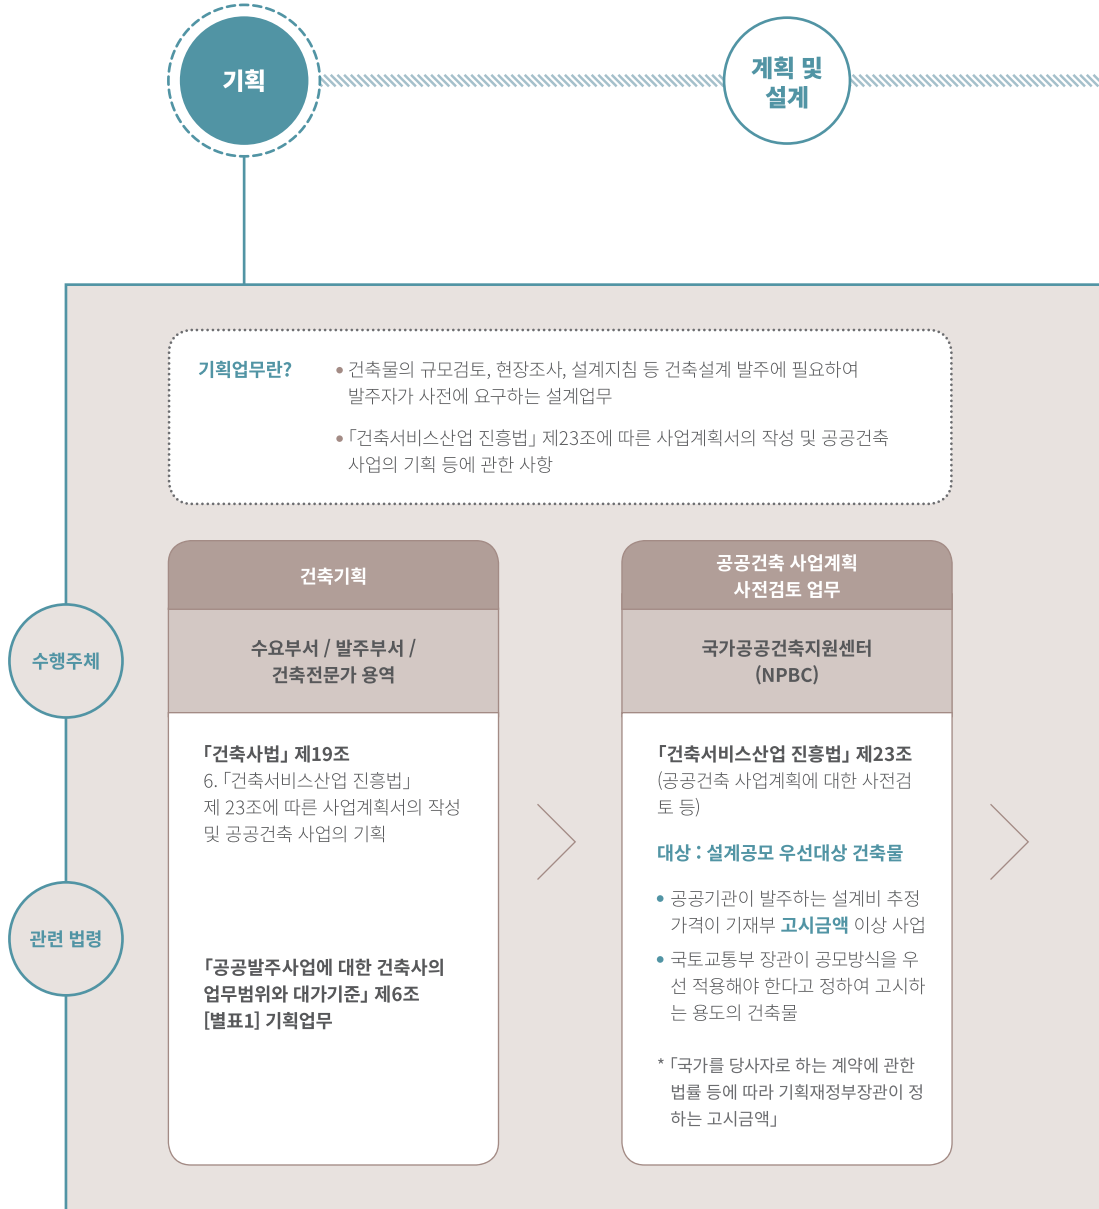 기획
계획 및
설계
기획업무란?
• 건축물의 규모검토, 현장조사, 설계지침 등 건축설계 발주에 필요하여
발주자가 사전에 요구하는 설계업무
• 「건축서비스산업 진흥법」 제23조에 따른 사업계획서의 작성 및 공공건축
사업의 기획 등에 관한 사항
수행주체
관련 법령
건축기획
수요부서 / 발주부서 /
건축전문가 용역
「건축사법」 제19조
6. 「건축서비스산업 진흥법」
제 23조에 따른 사업계획서의 작성
및 공공건축 사업의 기획
「공공발주사업에 대한 건축사의
업무범위와 대가기준」 제6조
[별표1] 기획업무
공공건축 사업계획
사전검토 업무
국가공공건축지원센터
(NPBC)
「건축서비스산업 진흥법」 제23조
(공공건축 사업계획에 대한 사전검
토 등)
대상 : 설계공모 우선대상 건축물
• 공공기관이 발주하는 설계비 추정
가격이 기재부 고시금액 이상 사업
• 국토교통부 장관이 공모방식을 우
선 적용해야 한다고 정하여 고시하
는 용도의 건축물
* 「국가를 당사자로 하는 계약에 관한
법률 등에 따라 기획재정부장관이 정
하는 고시금액」